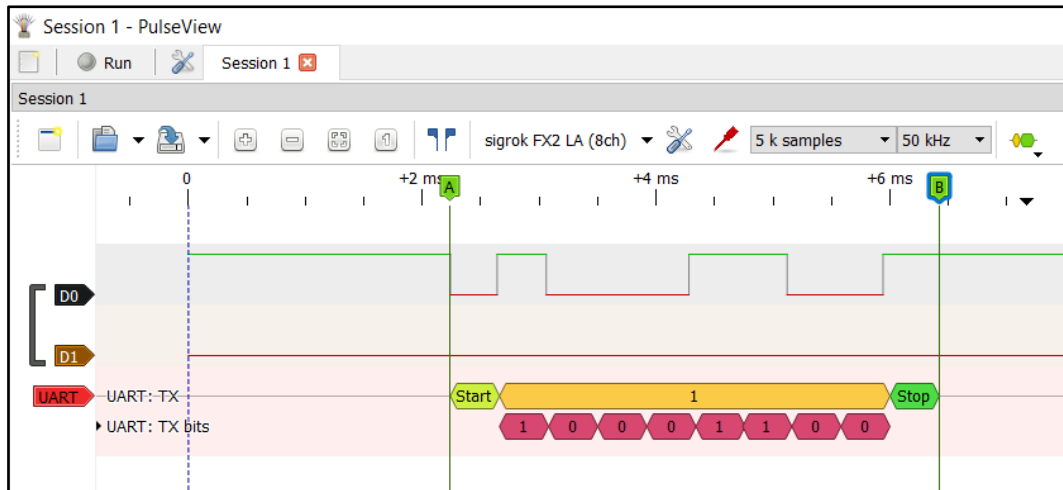 Session 1 - PulseView
Run Session 1
Session 1
sigrok FX2 LA (8ch) 5 k samples 50 kHz
0 +2 ms +4 ms +6 ms
A B
D0
D1
UART UART: TX Start 1 Stop
UART: TX bits 1 0 0 0 1 1 0 0